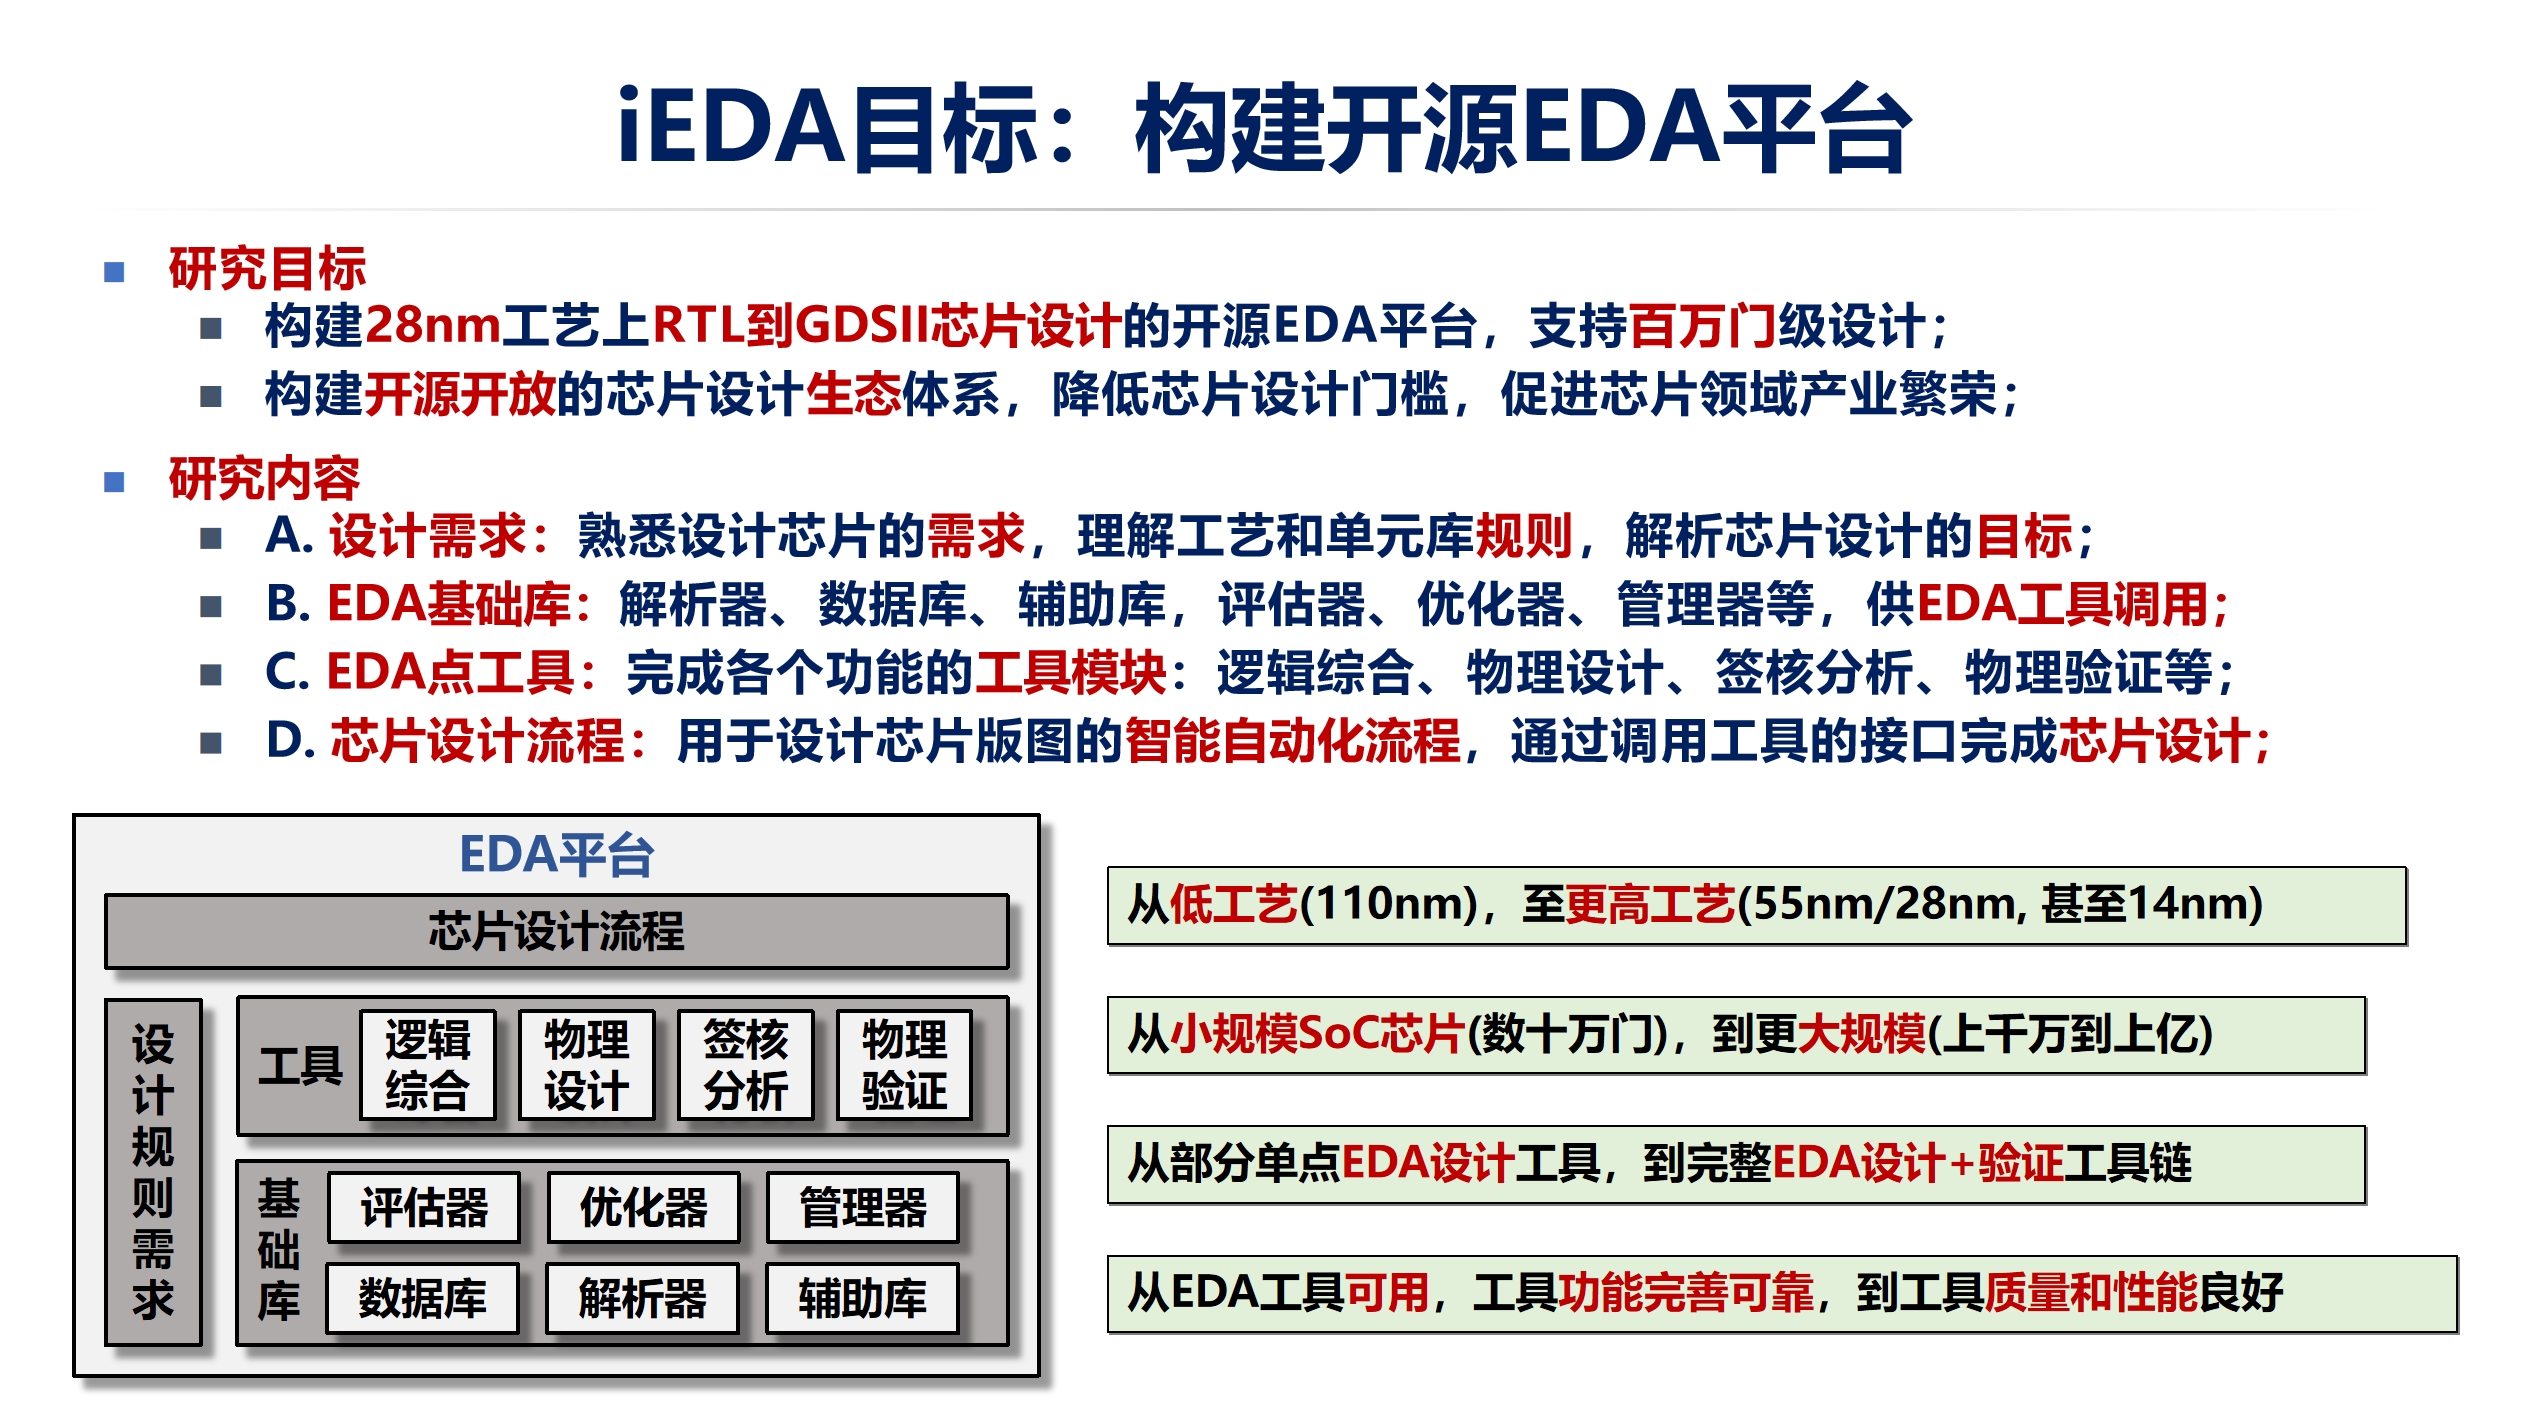 iEDA目标：构建开源EDA平台
研究目标
构建28nm工艺上RTL到GDSII芯片设计的开源EDA平台，支持百万门级设计；
构建开源开放的芯片设计生态体系，降低芯片设计门槛，促进芯片领域产业繁荣；
研究内容
A. 设计需求：熟悉设计芯片的需求，理解工艺和单元库规则，解析芯片设计的目标；
B. EDA基础库：解析器、数据库、辅助库，评估器、优化器、管理器等，供EDA工具调用；
C. EDA点工具：完成各个功能的工具模块：逻辑综合、物理设计、签核分析、物理验证等；
D. 芯片设计流程：用于设计芯片版图的智能自动化流程，通过调用工具的接口完成芯片设计；
EDA平台
芯片设计流程
设计规则需求
工具
逻辑
综合
物理
设计
签核
分析
物理
验证
基础库
评估器
优化器
管理器
数据库
解析器
辅助库
从低工艺(110nm)，至更高工艺(55nm/28nm, 甚至14nm)
从小规模SoC芯片(数十万门)，到更大规模(上千万到上亿)
从部分单点EDA设计工具，到完整EDA设计+验证工具链
从EDA工具可用，工具功能完善可靠，到工具质量和性能良好